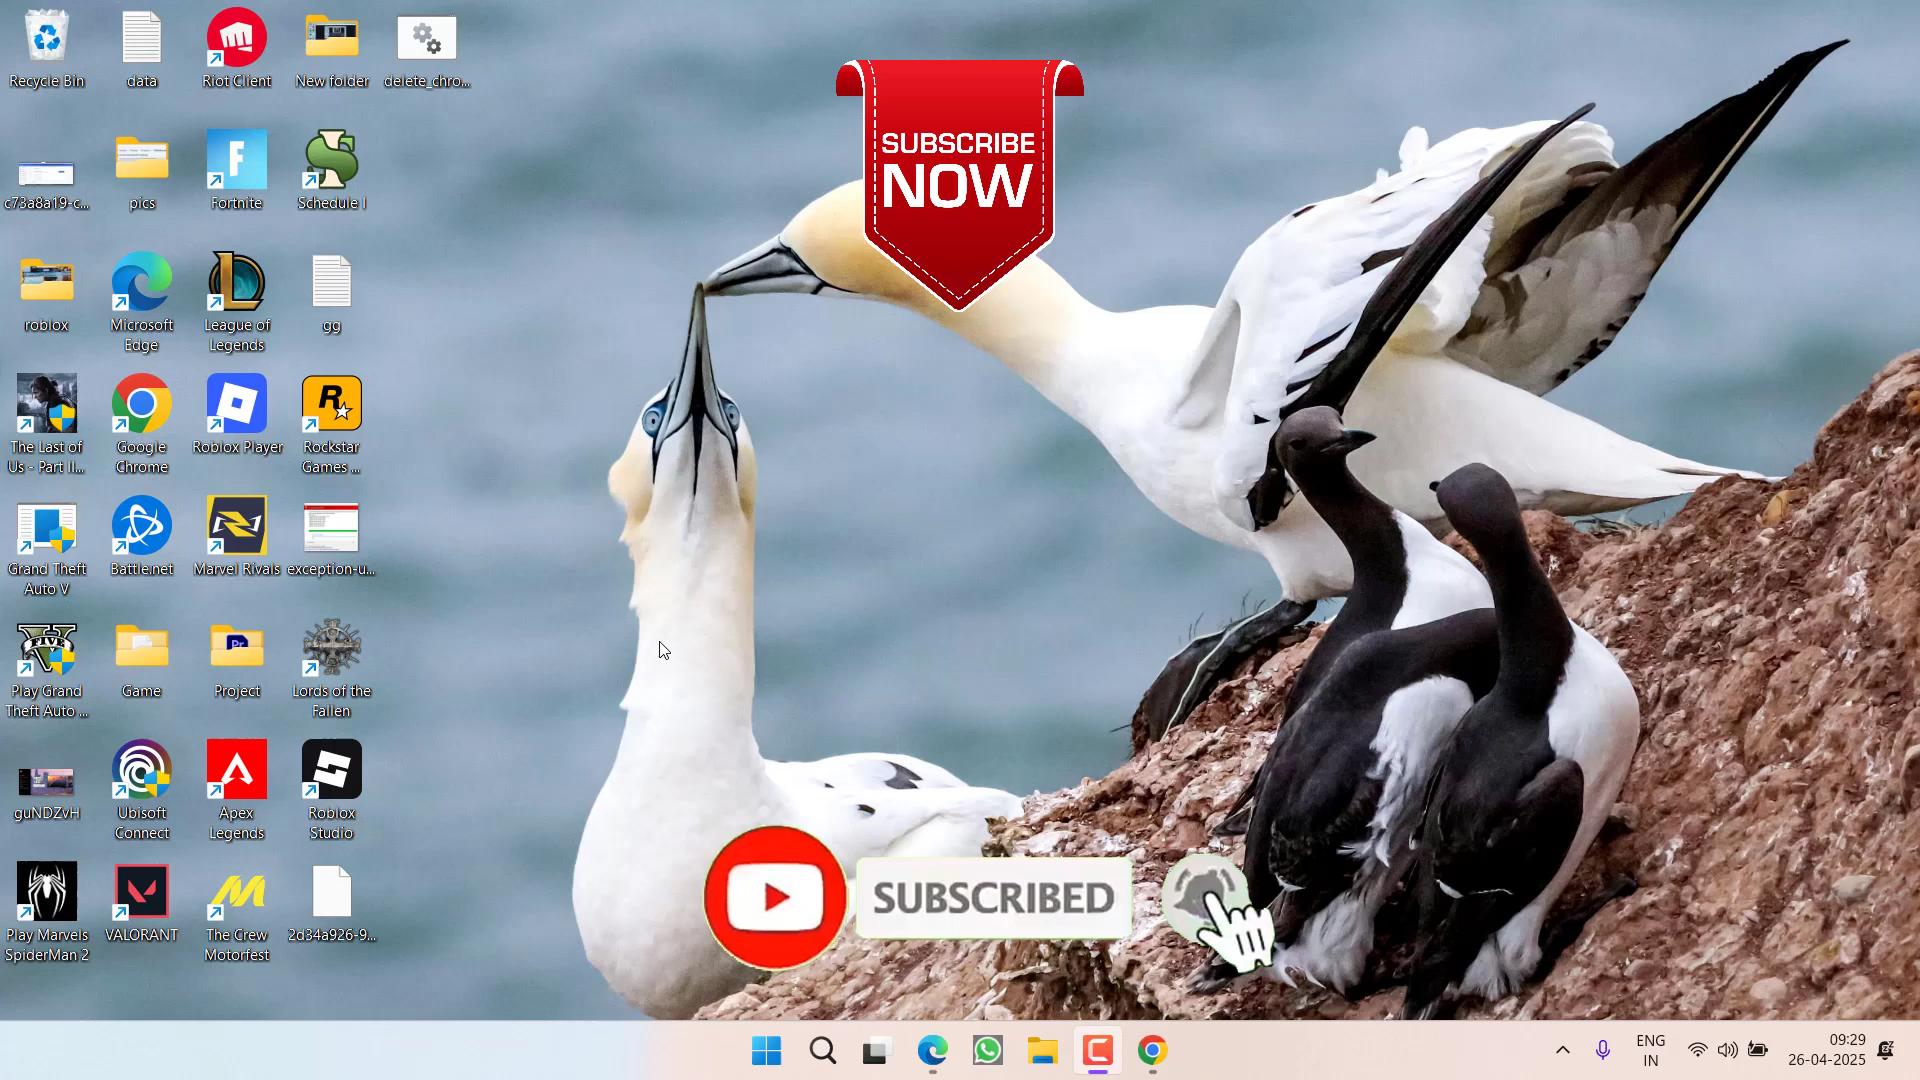 Recycle Bin
data
Riot Client
New folder
delete_chro...
c73a8a19-c...
pics
Fortnite
Schedule I
roblox
Microsoft
Edge
League of
Legends
gg
The Last of
Us - Part II...
Google
Chrome
Roblox Player
Rockstar
Games ...
Grand Theft
Auto V
Battle.net
Marvel Rivals
exception-u...
Play Grand
Theft Auto ...
Game
Project
Lords of the
Fallen
guNDZvH
Ubisoft
Connect
Apex
Legends
Roblox
Studio
Play Marvels
SpiderMan 2
VALORANT
The Crew
Motorfest
2d34a926-9...
SUBSCRIBE
NOW
SUBSCRIBED
ENG
IN
09:29
26-04-2025